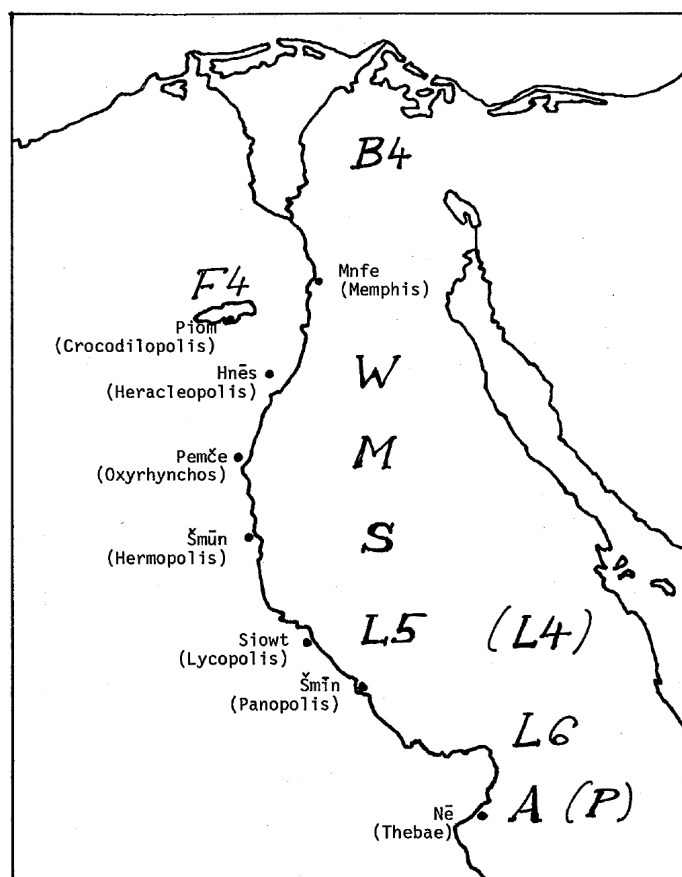 B4
Mnfe
(Memphis)
F4
Piom
(Crocodilopolis)
Hnēs
(Heracleopolis)
W
Pemče
(Oxyrhynchos)
M
Šmūn
(Hermopolis)
S
Siowt
(Lycopolis)
L5 (L4)
Šmīn
(Panopolis)
L6
Nē
(Thebae)
A (P)